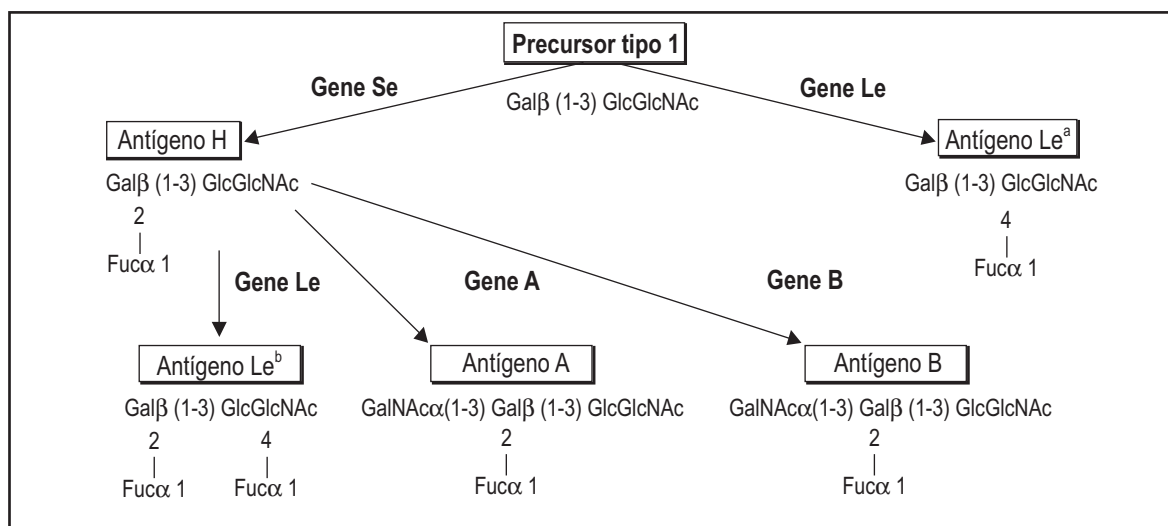 Precursor tipo 1
Gene Se
Galβ (1-3) GlcGlcNAc
Gene Le
Antígeno H
Antígeno Leᵃ
Galβ (1-3) GlcGlcNAc
2
Fucα 1
Galβ (1-3) GlcGlcNAc
4
Fucα 1
Gene Le
Gene A
Gene B
Antígeno Leᵇ
Antígeno A
Antígeno B
Galβ (1-3) GlcGlcNAc
2 4
Fucα 1 Fucα 1
GalNAcα(1-3) Galβ (1-3) GlcGlcNAc
2
Fucα 1
GalNAcα(1-3) Galβ (1-3) GlcGlcNAc
2
Fucα 1